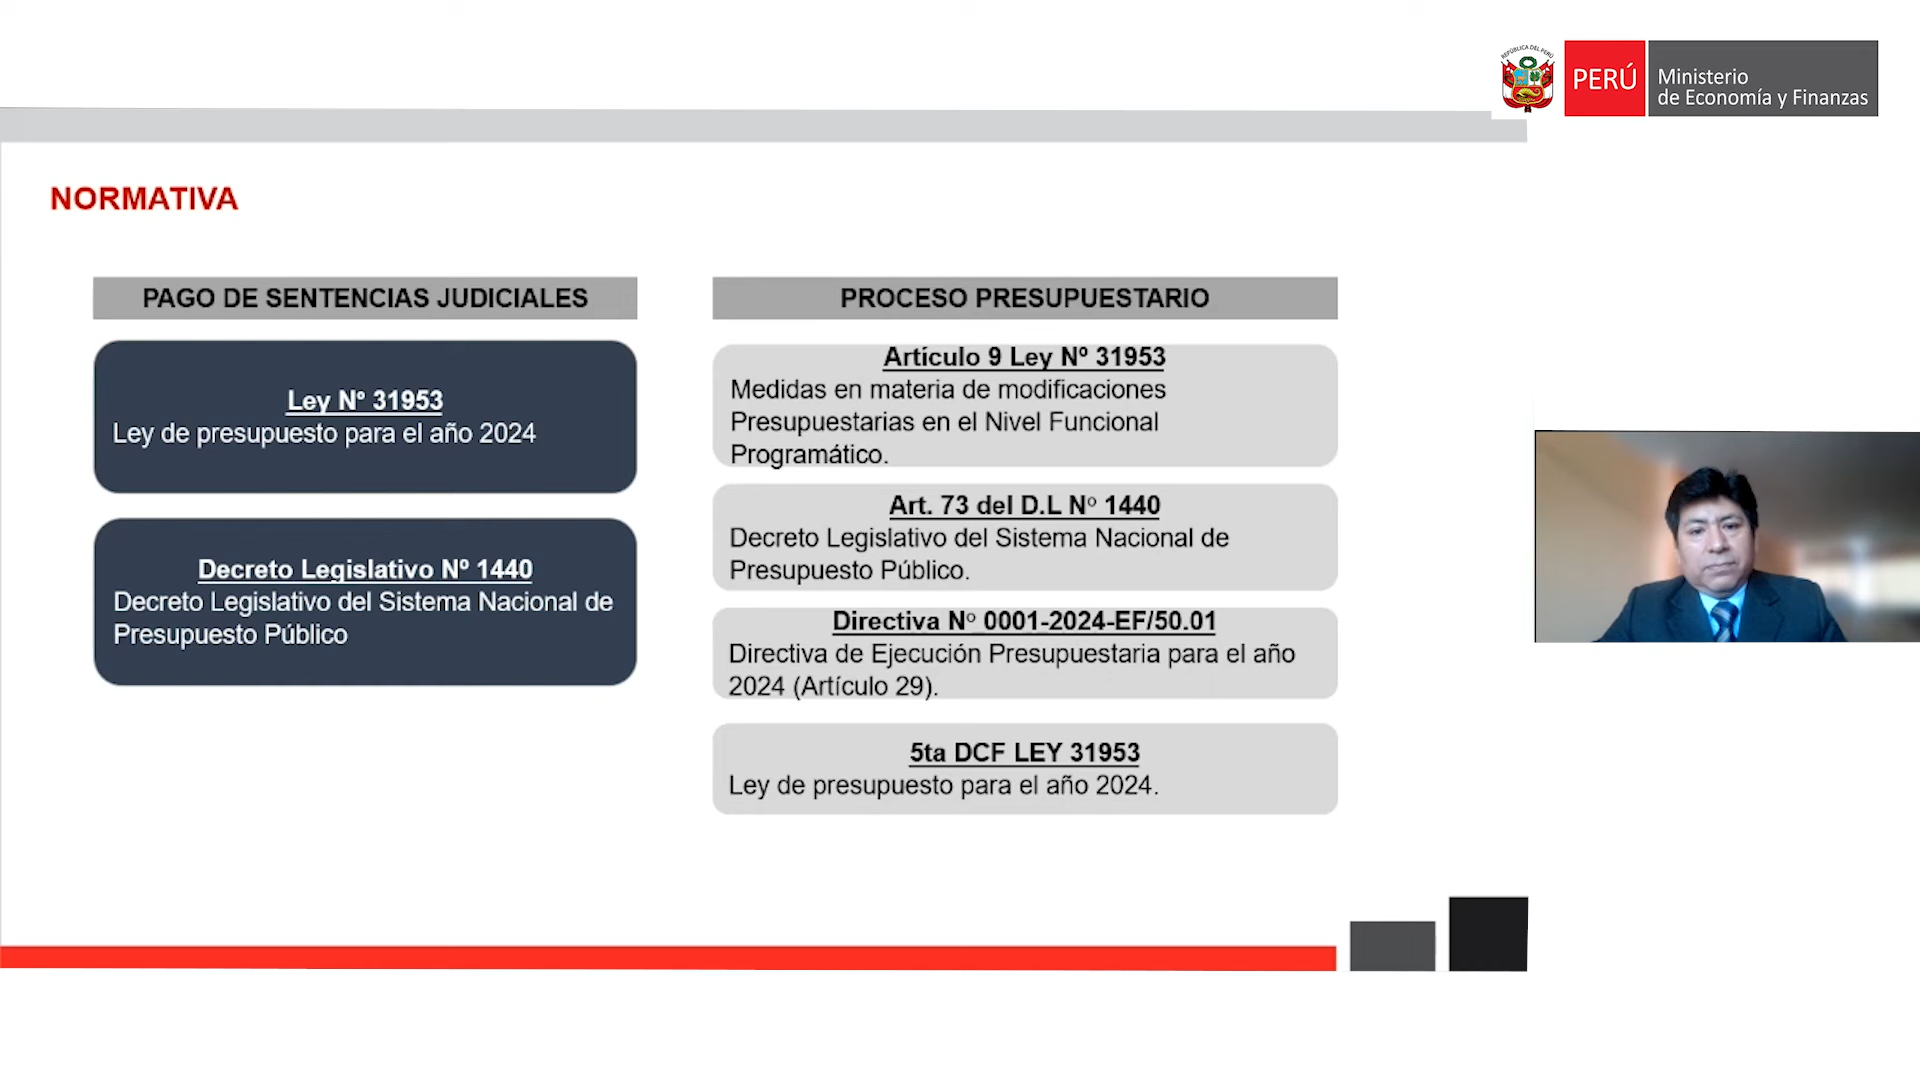 REPÚBLICA DEL PERÚ
PERÚ
Ministerio
de Economía y Finanzas
NORMATIVA
PAGO DE SENTENCIAS JUDICIALES
Ley Nº 31953
Ley de presupuesto para el año 2024
Decreto Legislativo Nº 1440
Decreto Legislativo del Sistema Nacional de
Presupuesto Público
PROCESO PRESUPUESTARIO
Artículo 9 Ley Nº 31953
Medidas en materia de modificaciones
Presupuestarias en el Nivel Funcional
Programático.
Art. 73 del D.L Nº 1440
Decreto Legislativo del Sistema Nacional de
Presupuesto Público.
Directiva Nº 0001-2024-EF/50.01
Directiva de Ejecución Presupuestaria para el año
2024 (Artículo 29).
5ta DCF LEY 31953
Ley de presupuesto para el año 2024.